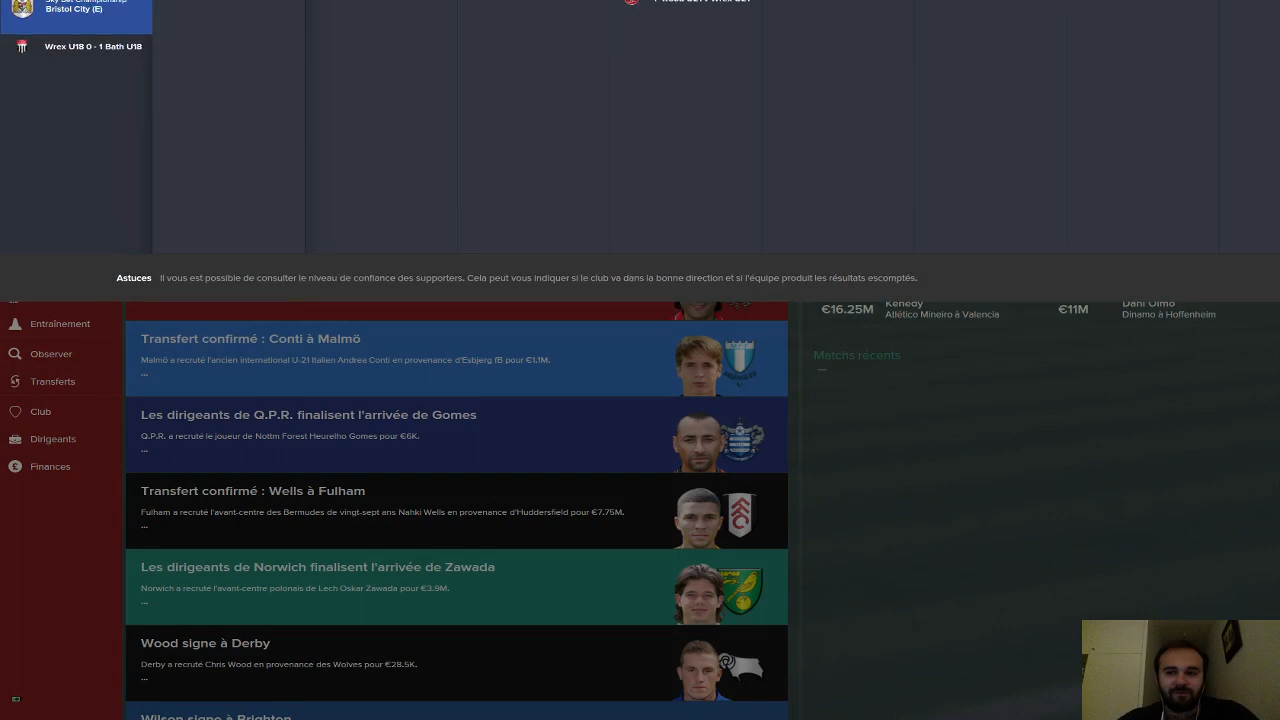 Bristol City (E)
Wrex U18 0 - 1 Bath U18
Astuces Il vous est possible de consulter le niveau de confiance des supporters. Cela peut vous indiquer si le club va dans la bonne direction et si l'équipe produit les résultats escomptés.
Entraînement
Observer
Transferts
Club
Dirigeants
Finances
Transfert confirmé : Conti à Malmö
Malmö a recruté l'ancien international U-21 Italien Andrea Conti en provenance d'Esbjerg fB pour €1.1M.
...
Les dirigeants de Q.P.R. finalisent l'arrivée de Gomes
Q.P.R. a recruté le joueur de Nottm Forest Heurelho Gomes pour €6K.
...
Transfert confirmé : Wells à Fulham
Fulham a recruté l'avant-centre des Bermudes de vingt-sept ans Nahki Wells en provenance d'Huddersfield pour €7.75M.
...
Les dirigeants de Norwich finalisent l'arrivée de Zawada
Norwich a recruté l'avant-centre polonais de Lech Oskar Zawada pour €3.9M.
...
Wood signe à Derby
Derby a recruté Chris Wood en provenance des Wolves pour €28.5K.
...
Wilson signe à Brighton
€16.25M
Kenedy
Atlético Mineiro à Valencia
€11M
Dani Olmo
Dinamo à Hoffenheim
Matchs récents